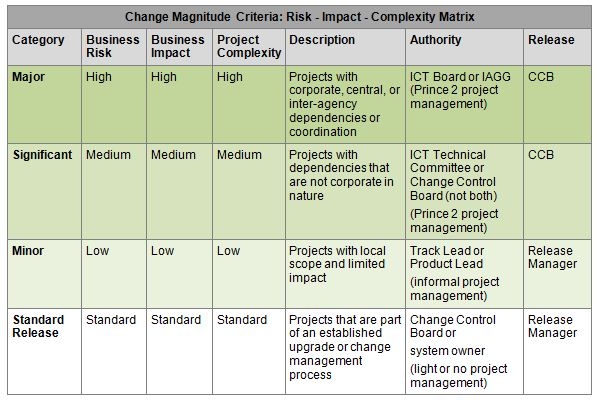 Change Magnitude Criteria: Risk - Impact - Complexity Matrix
Category
Business
Risk
Business
Impact
Project
Complexity
Description
Authority
Release
Major
High
High
High
Projects with
corporate, central, or
inter-agency
dependencies or
coordination
ICT Board or IAGG
(Prince 2 project
management)
CCB
Significant
Medium
Medium
Medium
Projects with
dependencies that
are not corporate in
nature
ICT Technical
Committee or
Change Control
Board (not both)
(Prince 2 project
management)
CCB
Minor
Low
Low
Low
Projects with local
scope and limited
impact
Track Lead or
Product Lead
(informal project
management)
Release
Manager
Standard
Release
Standard
Standard
Standard
Projects that are part
of an established
upgrade or change
management
process
Change Control
Board or
system owner
(light or no project
management)
Release
Manager